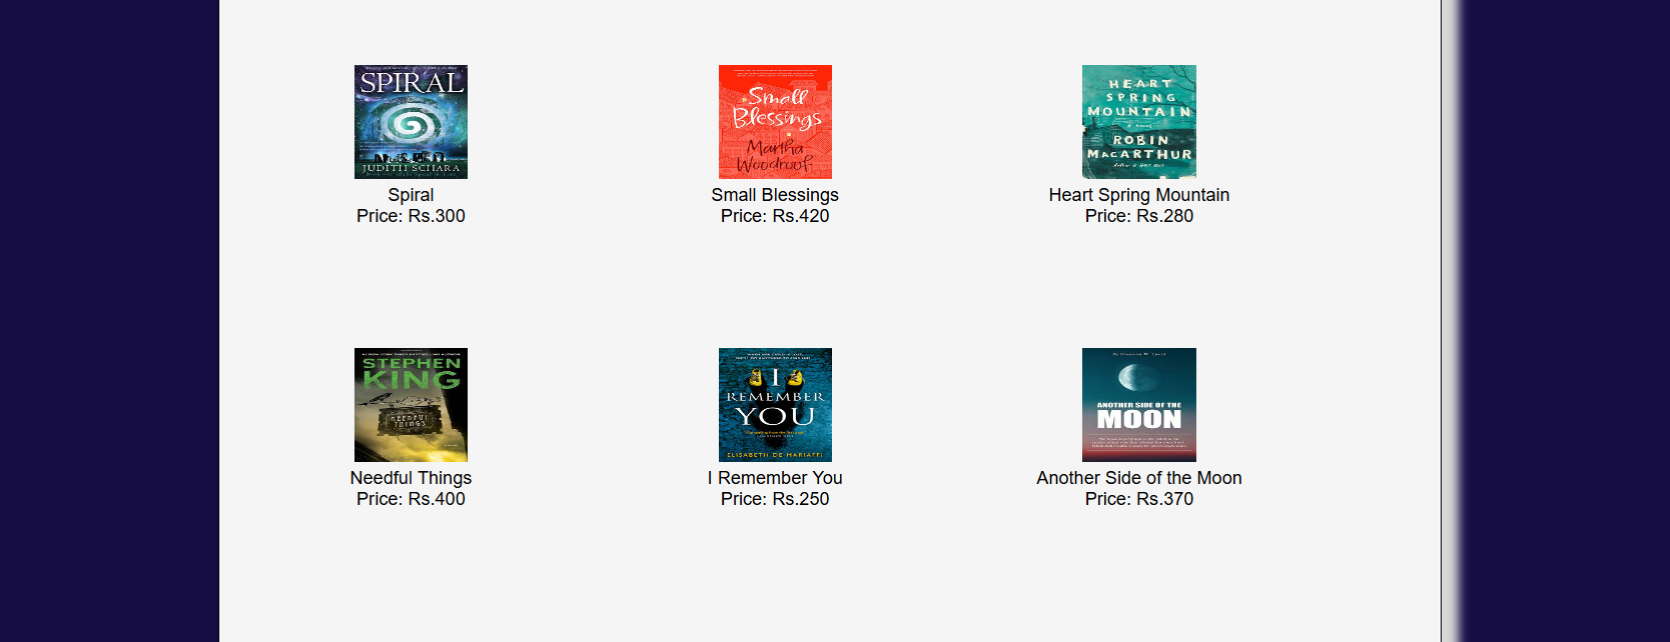 SPIRAL
JUDITH SCHARA
Spiral
Price: Rs.300
Small
Blessings
Martha
Woodroof
Small Blessings
Price: Rs.420
HEART
SPRING
MOUNTAIN
ROBIN
MACARTHUR
Heart Spring Mountain
Price: Rs.280
STEPHEN
KING
NEEDFUL
THINGS
Needful Things
Price: Rs.400
I
REMEMBER
YOU
ELISABETH DE MARIAFFI
I Remember You
Price: Rs.250
ANOTHER SIDE OF THE
MOON
Another Side of the Moon
Price: Rs.370